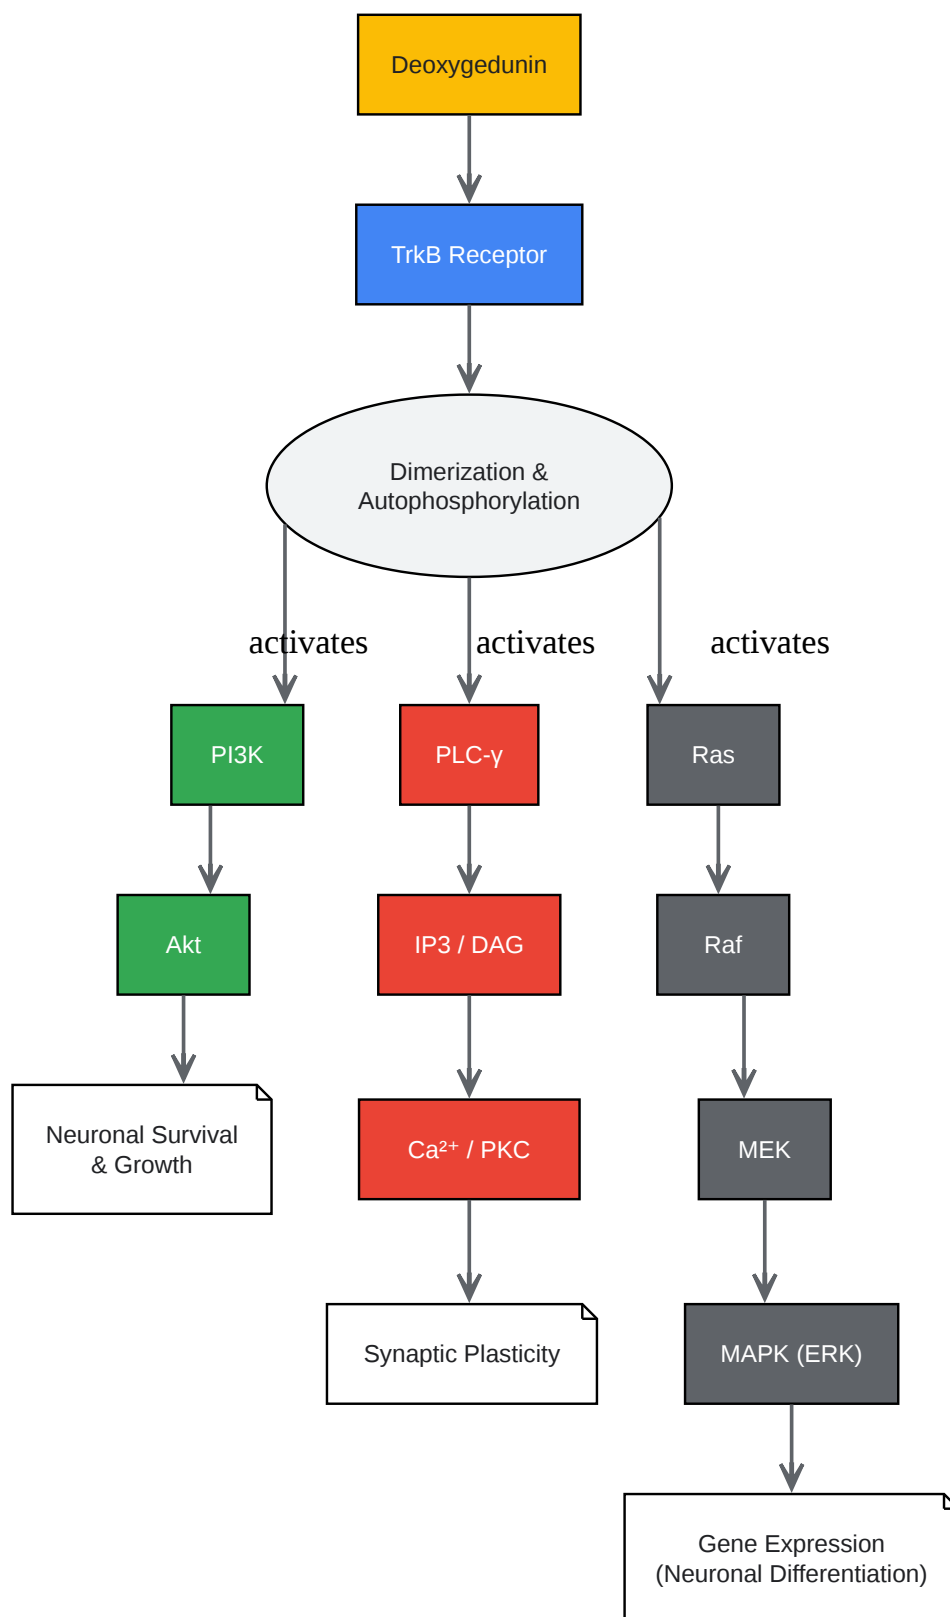 Deoxygedunin
TrkB Receptor
Dimerization &
Autophosphorylation
activates
activates
activates
PI3K
PLC-γ
Ras
Akt
IP3 / DAG
Raf
Neuronal Survival
& Growth
Ca²⁺ / PKC
MEK
Synaptic Plasticity
MAPK (ERK)
Gene Expression
(Neuronal Differentiation)